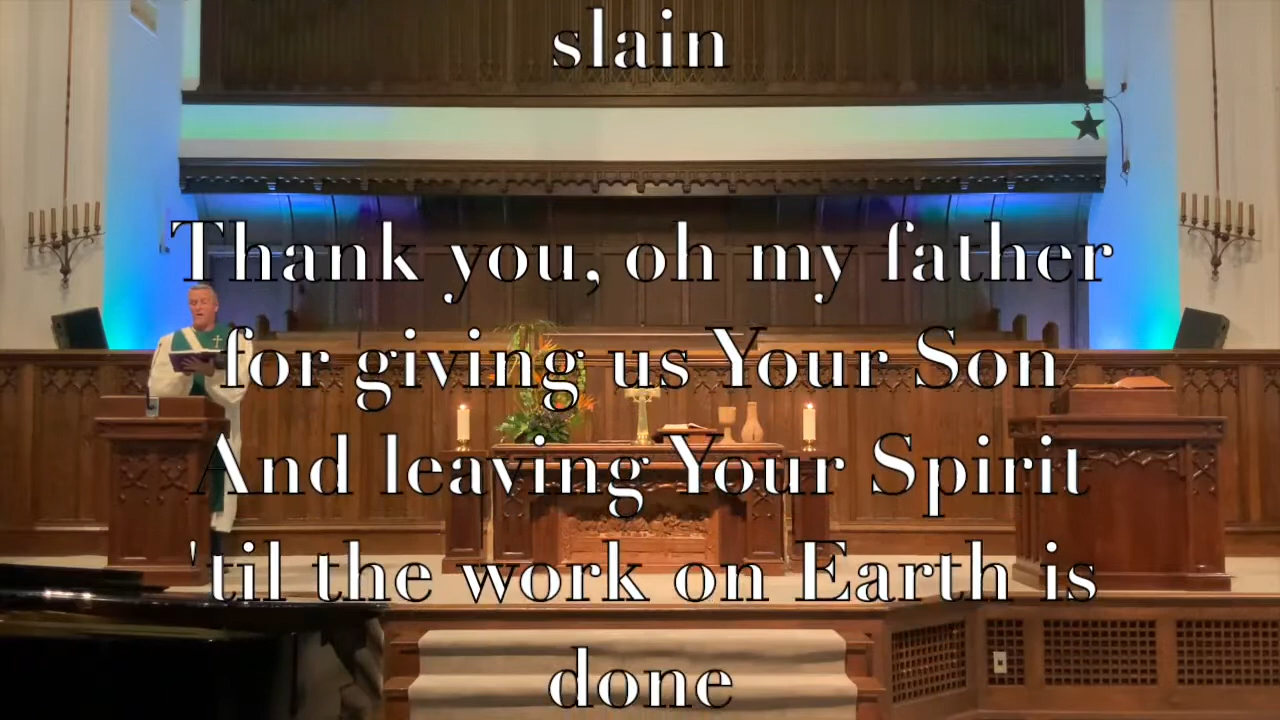 slain
Thank you, oh my father
for giving us Your Son
And leaving Your Spirit
'til the work on Earth is
done